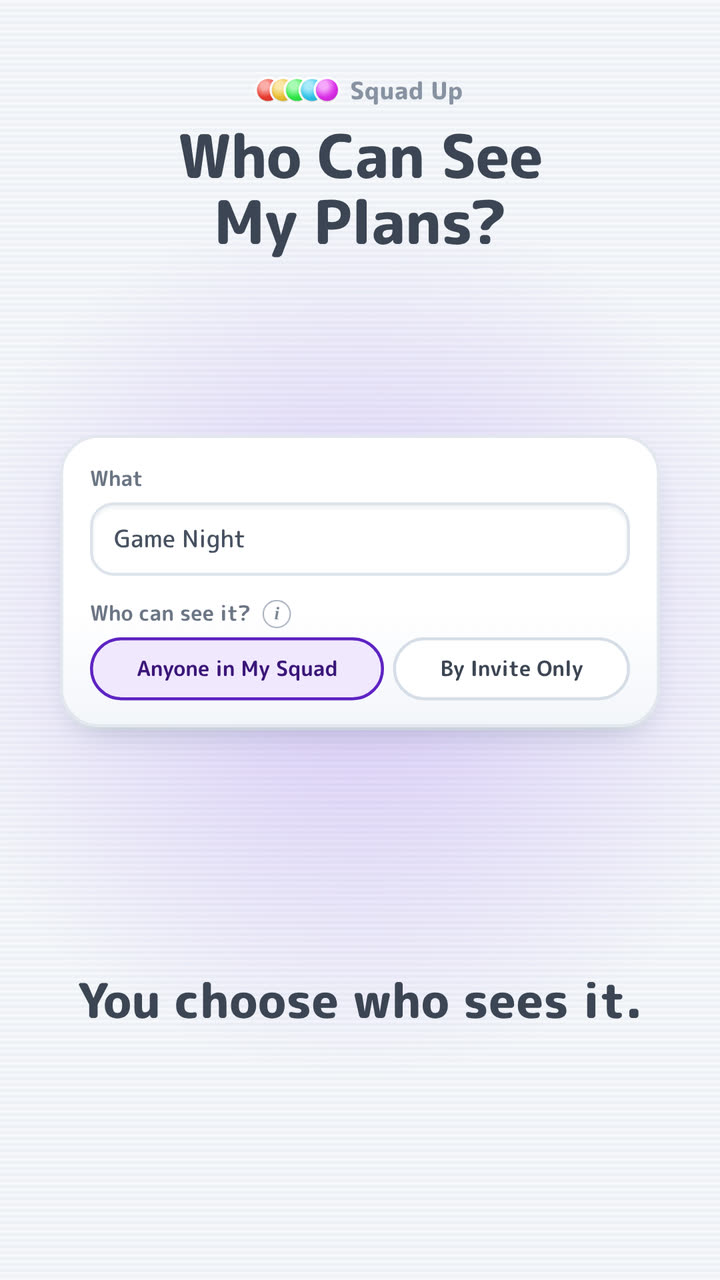 Squad Up
Who Can See
My Plans?
What
Game Night
Who can see it? i
Anyone in My Squad
By Invite Only
You choose who sees it.